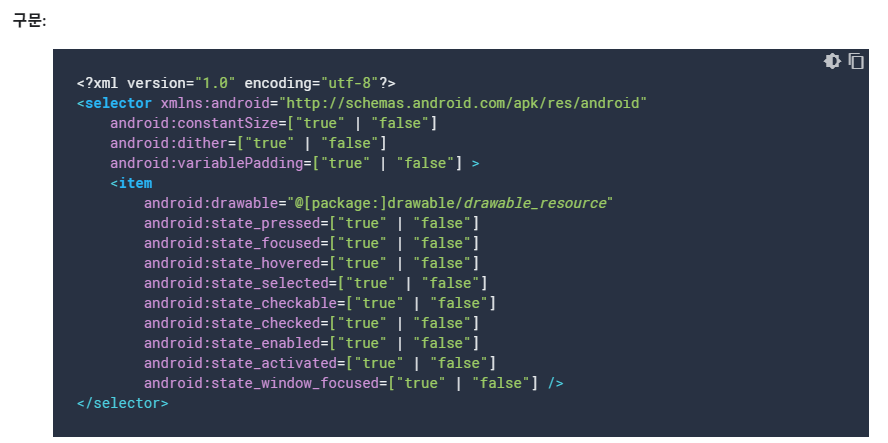 구문:
<?xml version="1.0" encoding="utf-8"?>
<selector xmlns:android="http://schemas.android.com/apk/res/android"
    android:constantSize=["true" | "false"]
    android:dither=["true" | "false"]
    android:variablePadding=["true" | "false"] >
    <item
        android:drawable="@[package:]drawable/drawable_resource"
        android:state_pressed=["true" | "false"]
        android:state_focused=["true" | "false"]
        android:state_hovered=["true" | "false"]
        android:state_selected=["true" | "false"]
        android:state_checkable=["true" | "false"]
        android:state_checked=["true" | "false"]
        android:state_enabled=["true" | "false"]
        android:state_activated=["true" | "false"]
        android:state_window_focused=["true" | "false"] />
</selector>